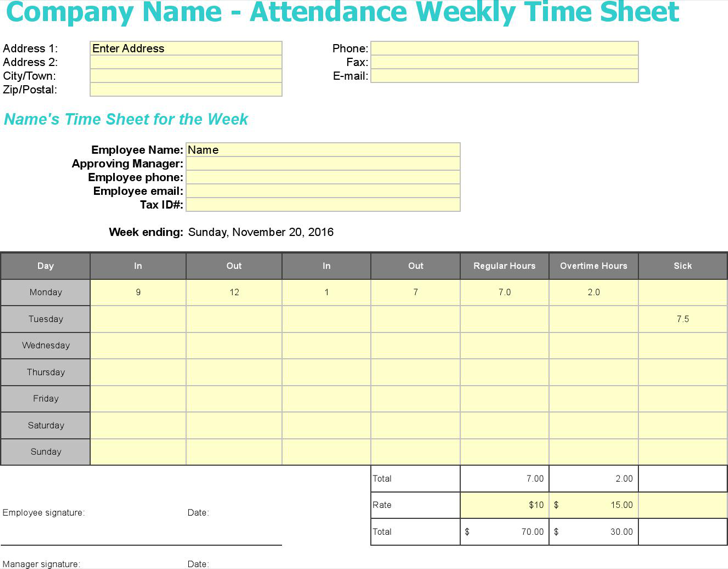 Company Name - Attendance Weekly Time Sheet
Address 1: Enter Address Phone:
Address 2: Fax:
City/Town: E-mail:
Zip/Postal:
Name's Time Sheet for the Week
Employee Name: Name
Approving Manager:
Employee phone:
Employee email:
Tax ID#:
Week ending: Sunday, November 20, 2016
Day In Out In Out Regular Hours Overtime Hours Sick
Monday 9 12 1 7 7.0 2.0
Tuesday 7.5
Wednesday
Thursday
Friday
Saturday
Sunday
Total 7.00 2.00
Rate $10 $ 15.00
Employee signature: Date:
Total $ 70.00 $ 30.00
Manager signature: Date: